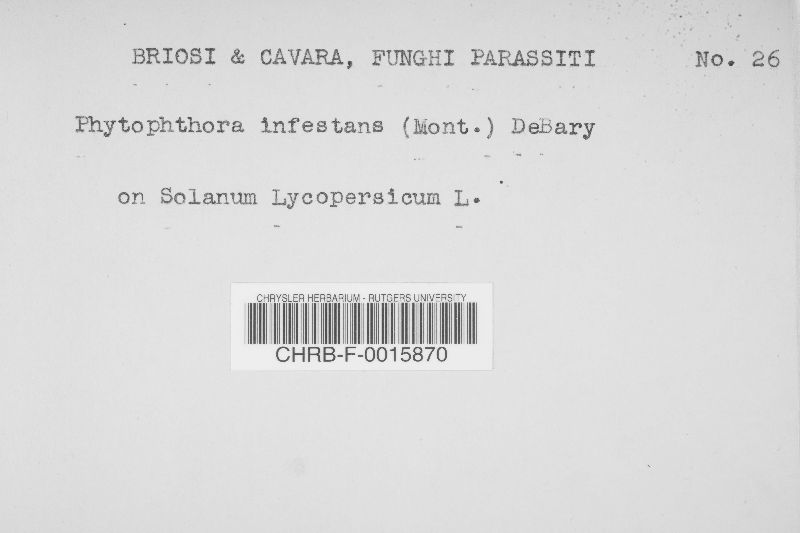 BRIOSI & CAVARA, FUNGHI PARASSITI No. 26
Phytophthora infestans (Mont.) DeBary
on Solanum Lycopersicum L.
CHRYSLER HERBARIUM - RUTGERS UNIVERSITY
CHRB-F-0015870